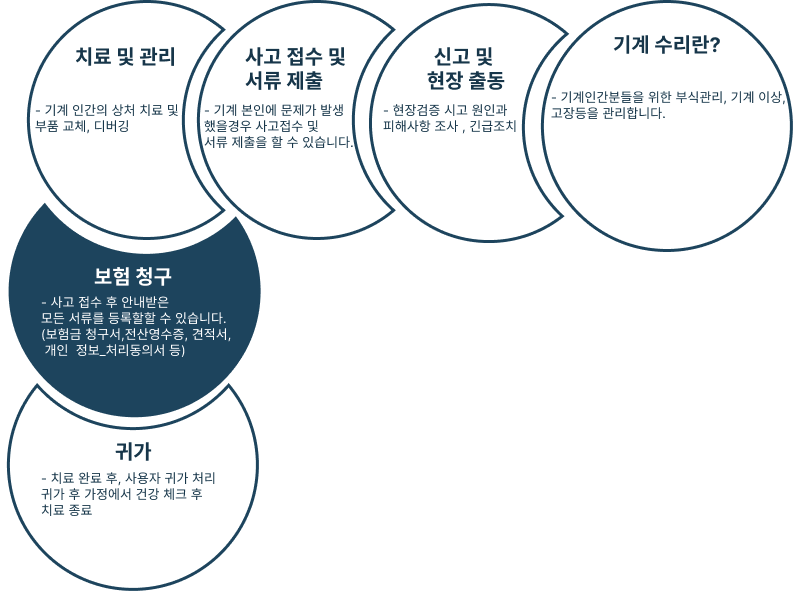 치료 및 관리
- 기계 인간의 상처 치료 및
부품 교체, 디버깅
사고 접수 및
서류 제출
- 기계 본인에 문제가 발생
했을경우 사고접수 및
서류 제출을 할 수 있습니다.
신고 및
현장 출동
- 현장검증 시고 원인과
피해사항 조사 , 긴급조치
기계 수리란?
- 기계인간분들을 위한 부식관리, 기계 이상,
고장등을 관리합니다.
보험 청구
- 사고 접수 후 안내받은
모든 서류를 등록할할 수 있습니다.
(보험금 청구서,전산영수증, 견적서,
개인  정보_처리동의서 등)
귀가
- 치료 완료 후, 사용자 귀가 처리
귀가 후 가정에서 건강 체크 후
치료 종료